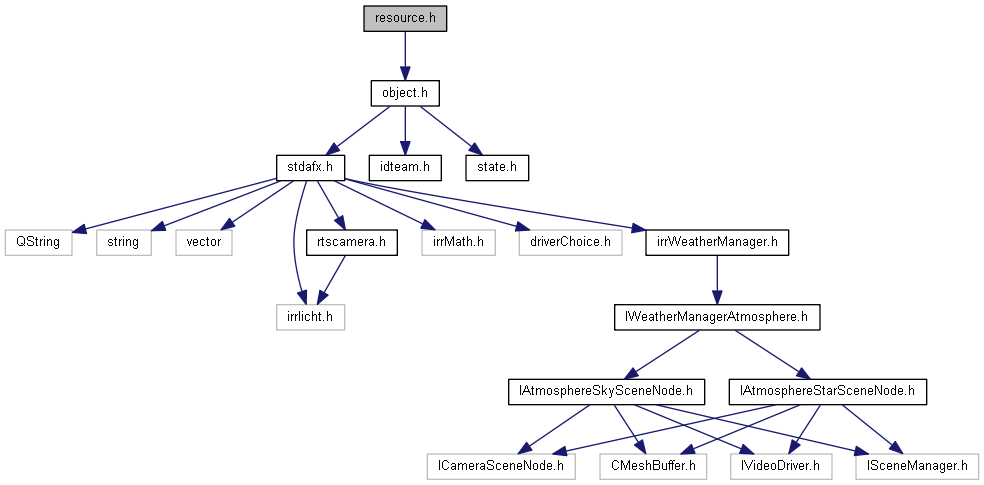 resource.h
object.h
stdafx.h
idteam.h
state.h
QString
string
vector
rtscamera.h
irrMath.h
driverChoice.h
irrWeatherManager.h
irrlicht.h
IWeatherManagerAtmosphere.h
IAtmosphereSkySceneNode.h
IAtmosphereStarSceneNode.h
ICameraSceneNode.h
CMeshBuffer.h
IVideoDriver.h
ISceneManager.h